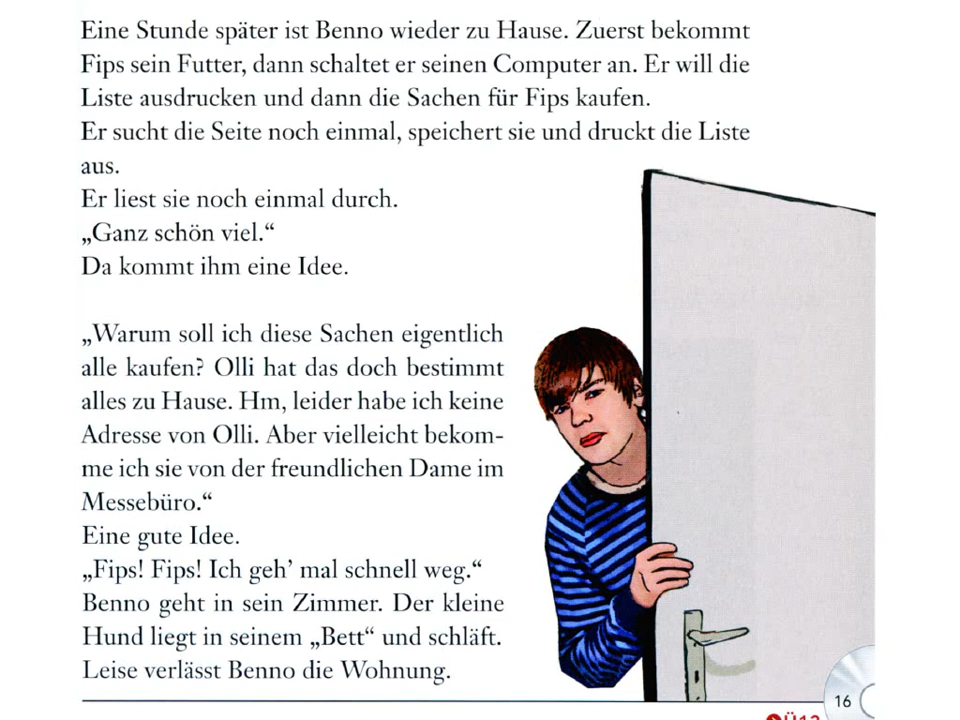 Eine Stunde später ist Benno wieder zu Hause. Zuerst bekommt
Fips sein Futter, dann schaltet er seinen Computer an. Er will die
Liste ausdrucken und dann die Sachen für Fips kaufen.
Er sucht die Seite noch einmal, speichert sie und druckt die Liste
aus.
Er liest sie noch einmal durch.
„Ganz schön viel.“
Da kommt ihm eine Idee.
„Warum soll ich diese Sachen eigentlich
alle kaufen? Olli hat das doch bestimmt
alles zu Hause. Hm, leider habe ich keine
Adresse von Olli. Aber vielleicht bekom-
me ich sie von der freundlichen Dame im
Messebüro.“
Eine gute Idee.
„Fips! Fips! Ich geh’ mal schnell weg.“
Benno geht in sein Zimmer. Der kleine
Hund liegt in seinem „Bett“ und schläft.
Leise verlässt Benno die Wohnung.
16